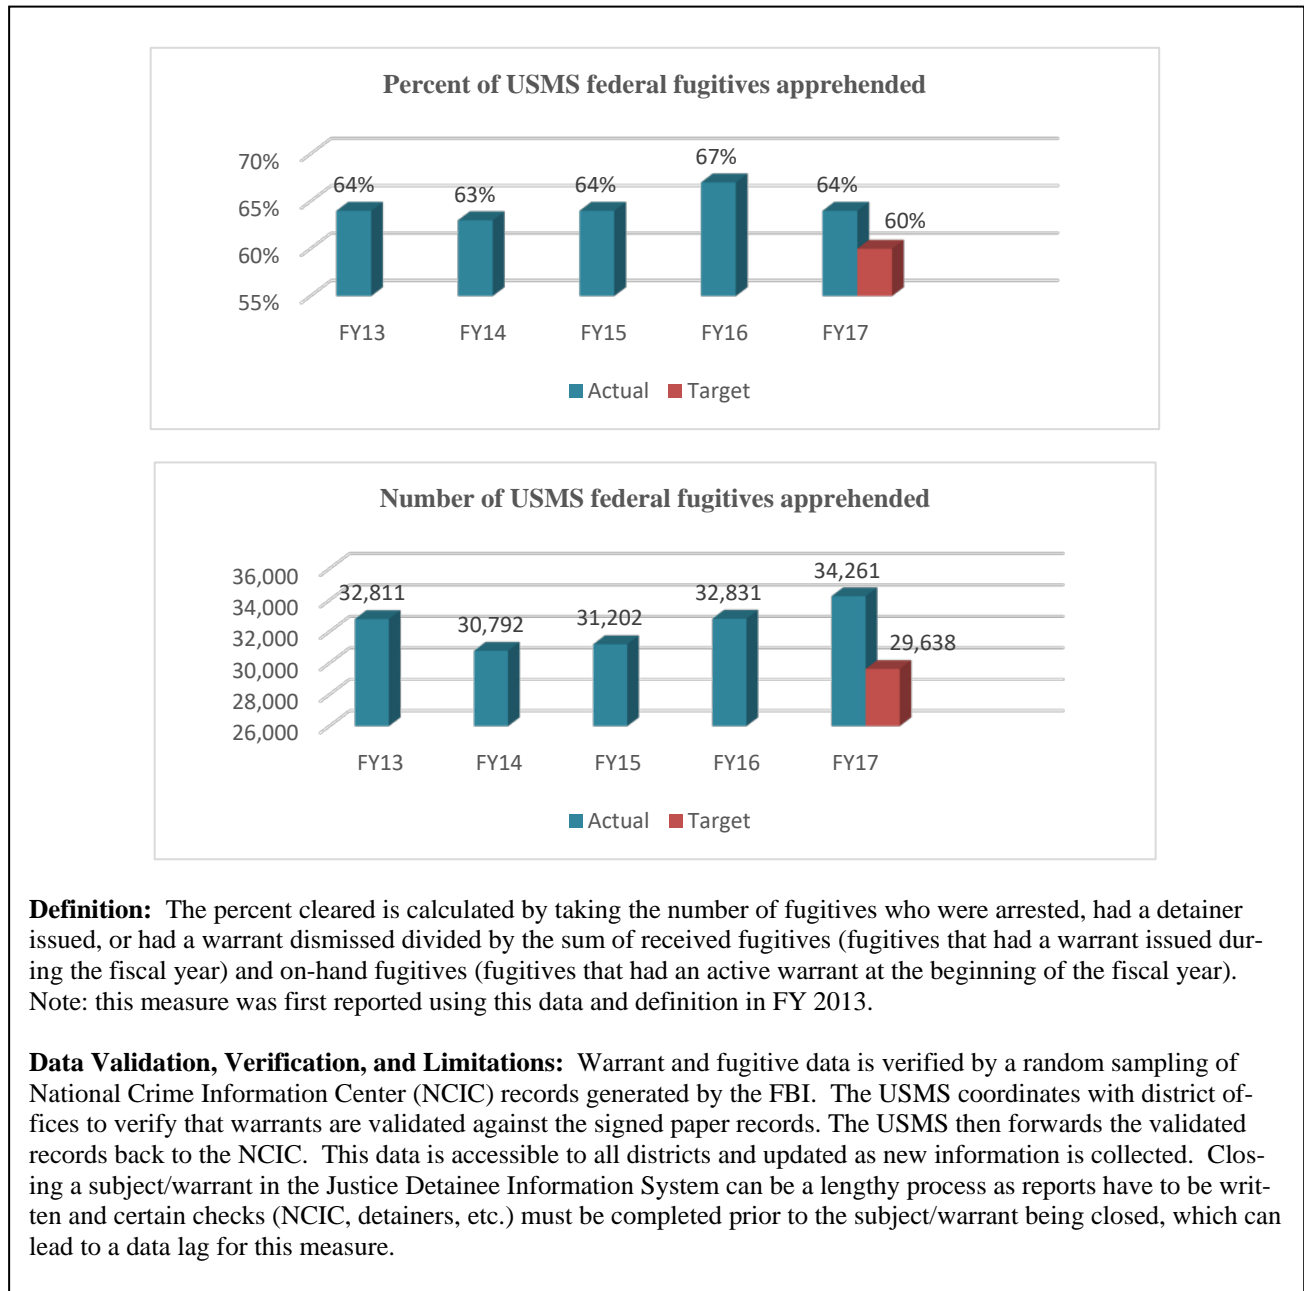 Percent of USMS federal fugitives apprehended
70%
65%
60%
55%
64%
63%
64%
67%
64%
60%
FY13
FY14
FY15
FY16
FY17
Actual
Target
Number of USMS federal fugitives apprehended
36,000
34,000
32,000
30,000
28,000
26,000
32,811
30,792
31,202
32,831
34,261
29,638
FY13
FY14
FY15
FY16
FY17
Actual
Target
Definition:  The percent cleared is calculated by taking the number of fugitives who were arrested, had a detainer
issued, or had a warrant dismissed divided by the sum of received fugitives (fugitives that had a warrant issued dur-
ing the fiscal year) and on-hand fugitives (fugitives that had an active warrant at the beginning of the fiscal year).
Note: this measure was first reported using this data and definition in FY 2013.
Data Validation, Verification, and Limitations:  Warrant and fugitive data is verified by a random sampling of
National Crime Information Center (NCIC) records generated by the FBI.  The USMS coordinates with district of-
fices to verify that warrants are validated against the signed paper records. The USMS then forwards the validated
records back to the NCIC.  This data is accessible to all districts and updated as new information is collected.  Clos-
ing a subject/warrant in the Justice Detainee Information System can be a lengthy process as reports have to be writ-
ten and certain checks (NCIC, detainers, etc.) must be completed prior to the subject/warrant being closed, which can
lead to a data lag for this measure.